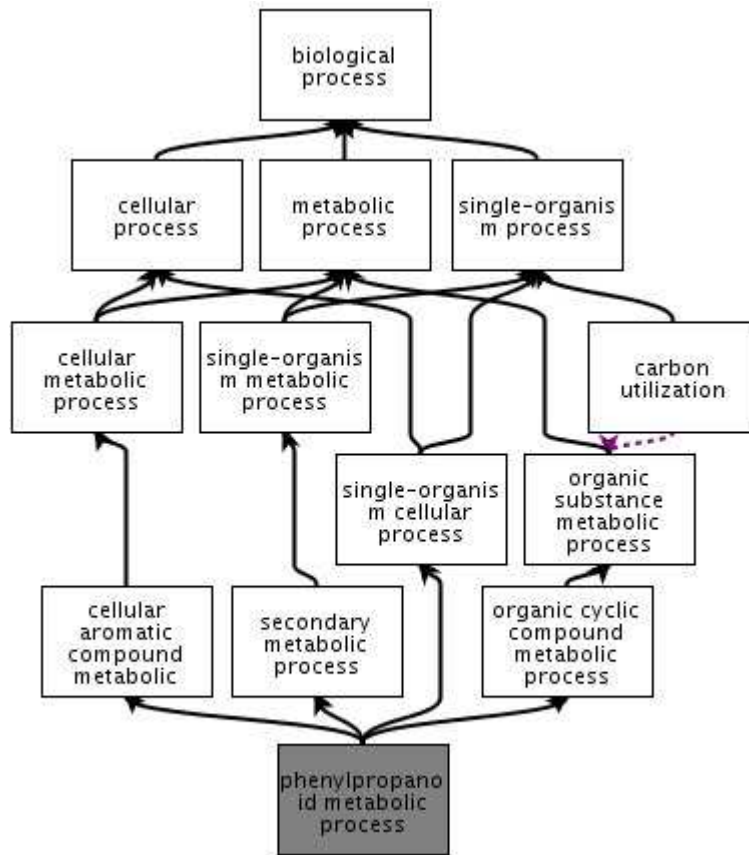 biological
process
cellular
process
metabolic
process
single-organis
m process
cellular
metabolic
process
single-organis
m metabolic
process
carbon
utilization
single-organis
m cellular
process
organic
substance
metabolic
process
cellular
aromatic
compound
metabolic
secondary
metabolic
process
organic cyclic
compound
metabolic
process
phenylpropano
id metabolic
process